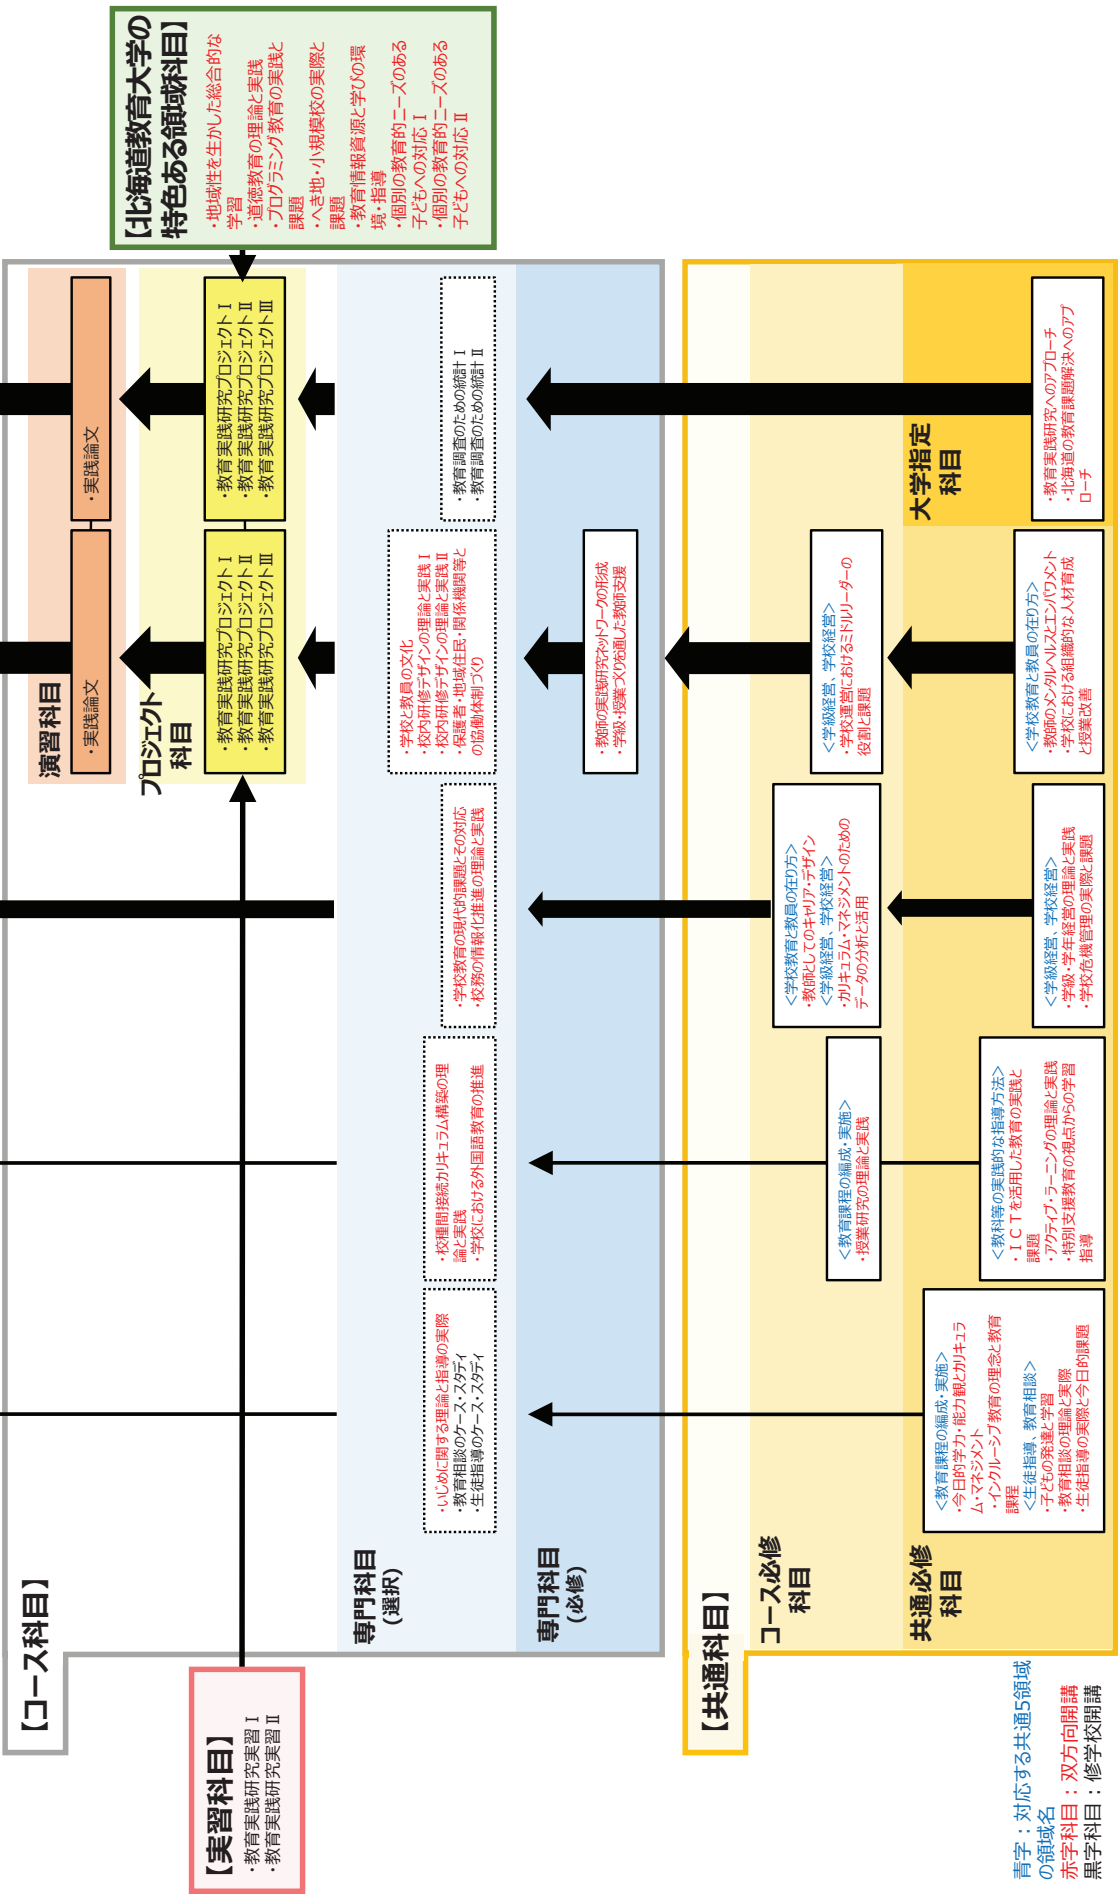 【コース科目】
演習科目
・実践論文
・実践論文
プロジェクト
科目
・教育実践研究プロジェクトⅠ
・教育実践研究プロジェクトⅡ
・教育実践研究プロジェクトⅢ
・教育実践研究プロジェクトⅠ
・教育実践研究プロジェクトⅡ
・教育実践研究プロジェクトⅢ
【北海道教育大学の
特色ある領域科目】
・地域性を生かした総合的な
学習
・道徳教育の理論と実践
・プログラミング教育の実践と
課題
・へき地・小規模校の実際と
課題
・教育情報資源と学びの環
境・指導
・個別の教育的ニーズのある
子どもへの対応Ⅰ
・個別の教育的ニーズのある
子どもへの対応Ⅱ
【実習科目】
・教育実践研究実習Ⅰ
・教育実践研究実習Ⅱ
専門科目
(選択)
・いじめに関する理論と指導の実際
・教育相談のケース・スタディ
・生徒指導のケース・スタディ
・校種間接続カリキュラム構築の理
論と実践
・学校における外国語教育の推進
・学校教育の現代的課題とその対応
・校務の情報化推進の理論と実践
・学校と教員の文化
・校内研修デザインの理論と実践Ⅰ
・校内研修デザインの理論と実践Ⅱ
・保護者・地域住民・関係機関等と
の協働体制づくり
・教育調査のための統計Ⅰ
・教育調査のための統計Ⅱ
専門科目
(必修)
・教師の実践研究ネットワークの形成
・学級・授業づくりを通した教師支援
【共通科目】
コース必修
科目
＜教育課程の編成・実施＞
・授業研究の理論と実践
＜学校教育と教員の在り方＞
・教師としてのキャリア・デザイン
＜学級経営、学校経営＞
・カリキュラム・マネジメントのための
データの分析と活用
＜学級経営、学校経営＞
・学校運営におけるミドルリーダーの
役割と課題
共通必修
科目
＜教育課程の編成・実施＞
・今日的学力・能力観とカリキュラ
ム・マネジメント
・インクルーシブ教育の理念と教育
課程
＜生徒指導、教育相談＞
・子どもの発達と学習
・教育相談の理論と実際
・生徒指導の実際と今日的課題
＜教科等の実践的な指導方法＞
・ＩＣＴを活用した教育の実践と
課題
・アクティブ・ラーニングの理論と実践
・特別支援教育の視点からの学習
指導
＜学級経営、学校経営＞
・学級・学年経営の理論と実践
・学校危機管理の実際と課題
＜学校教育と教員の在り方＞
・教師のメンタルヘルスとエンパワメント
・学校における組織的な人材育成
と授業改善
大学指定
科目
・教育実践研究へのアプローチ
・北海道の教育課題解決へのアプ
ローチ
青字：対応する共通5領域
の領域名
赤字科目：双方向開講
黒字科目：修学校開講